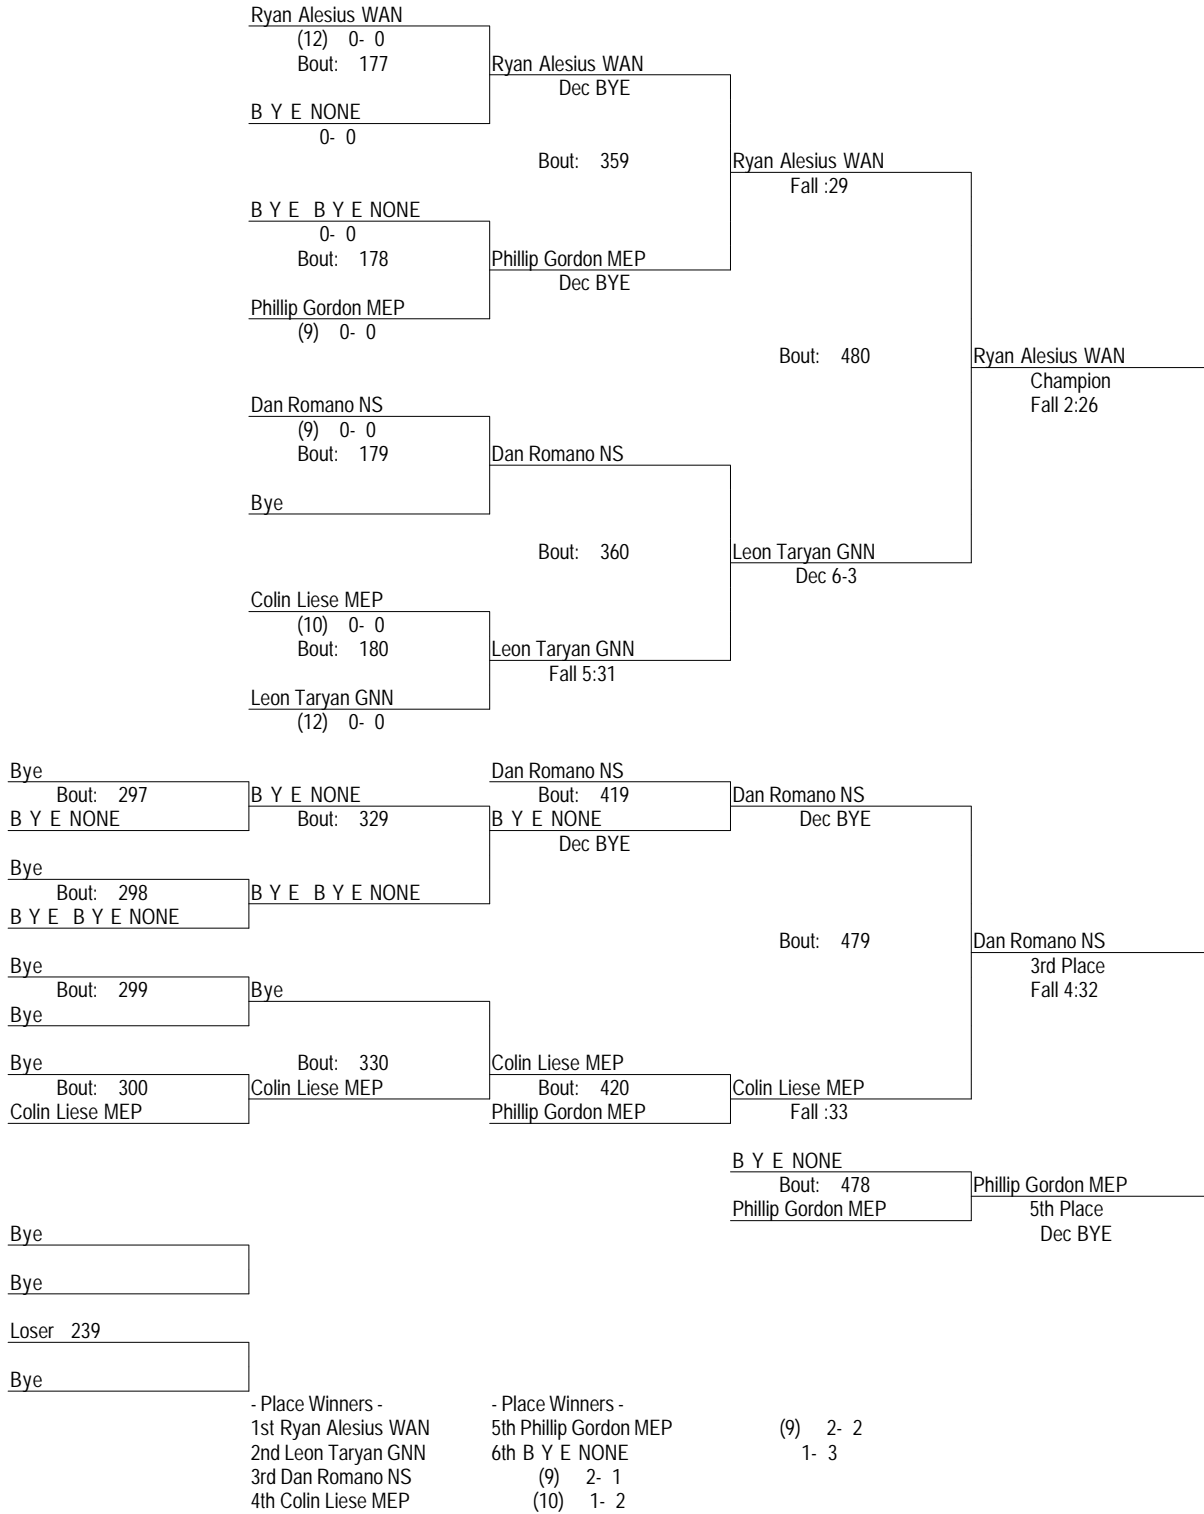 Ryan Alesius WAN
(12) 0- 0
Bout: 177
Ryan Alesius WAN
Dec BYE
B Y E NONE
0- 0
Bout: 359
Ryan Alesius WAN
Fall :29
B Y E B Y E NONE
0- 0
Bout: 178
Phillip Gordon MEP
Dec BYE
Phillip Gordon MEP
(9) 0- 0
Bout: 480
Ryan Alesius WAN
Champion
Fall 2:26
Dan Romano NS
(9) 0- 0
Bout: 179
Dan Romano NS
Bye
Bout: 360
Leon Taryan GNN
Dec 6-3
Colin Liese MEP
(10) 0- 0
Bout: 180
Leon Taryan GNN
Fall 5:31
Leon Taryan GNN
(12) 0- 0
Bye
Bout: 297
B Y E NONE
B Y E NONE
Bout: 329
Dan Romano NS
Bout: 419
B Y E NONE
Dec BYE
Dan Romano NS
Dec BYE
Bye
Bout: 298
B Y E B Y E NONE
B Y E B Y E NONE
Bout: 479
Dan Romano NS
3rd Place
Fall 4:32
Bye
Bout: 299
Bye
Bye
Bye
Bout: 300
Colin Liese MEP
Bout: 330
Colin Liese MEP
Colin Liese MEP
Bout: 420
Phillip Gordon MEP
Colin Liese MEP
Fall :33
B Y E NONE
Bout: 478
Phillip Gordon MEP
Phillip Gordon MEP
5th Place
Dec BYE
Bye
Bye
Loser 239
Bye
- Place Winners - - Place Winners -
1st Ryan Alesius WAN 5th Phillip Gordon MEP (9) 2- 2
2nd Leon Taryan GNN 6th B Y E NONE 1- 3
3rd Dan Romano NS (9) 2- 1
4th Colin Liese MEP (10) 1- 2